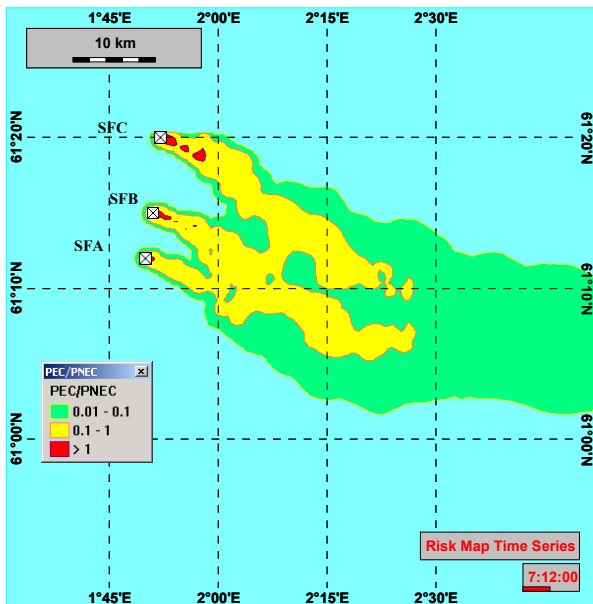 1°45'E 2°00'E 2°15'E 2°30'E
10 km
61°20'N 61°20'N
SFC
SFB
SFA
61°10'N 61°10'N
PEC/PNEC
PEC/PNEC
0.01 - 0.1
0.1 - 1
> 1
61°00'N 61°00'N
Risk Map Time Series
7:12:00
1°45'E 2°00'E 2°15'E 2°30'E